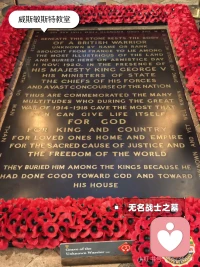 威斯敏斯特教堂
BENEATH THIS STONE RESTS THE BODY
OF A BRITISH WARRIOR
UNKNOWN BY NAME OR RANK
BROUGHT FROM FRANCE TO LIE AMONG
THE MOST ILLUSTRIOUS OF THE LAND
AND BURIED HERE ON ARMISTICE DAY
11 NOV: 1920, IN THE PRESENCE OF
HIS MAJESTY KING GEORGE V
HIS MINISTERS OF STATE
THE CHIEFS OF HIS FORCES
AND A VAST CONCOURSE OF THE NATION
THUS ARE COMMEMORATED THE MANY
MULTITUDES WHO DURING THE GREAT
WAR OF 1914-1918 GAVE THE MOST THAT
MAN CAN GIVE LIFE ITSELF
FOR GOD
FOR KING AND COUNTRY
FOR LOVED ONES HOME AND EMPIRE
FOR THE SACRED CAUSE OF JUSTICE AND
THE FREEDOM OF THE WORLD
THEY BURIED HIM AMONG THE KINGS BECAUSE HE
HAD DONE GOOD TOWARD GOD AND TOWARD
HIS HOUSE
无名战士之墓
Grave of the
Unknown Warrior